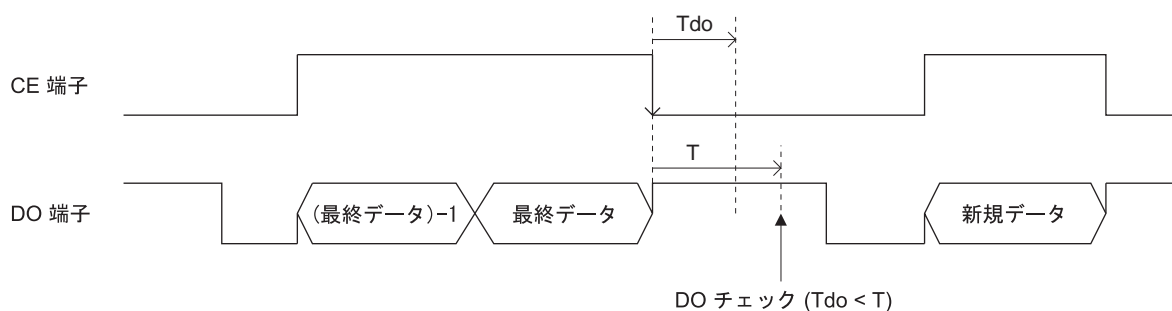 Tdo
CE 端子
T
DO 端子
(最終データ)-1
最終データ
新規データ
DO チェック (Tdo < T)